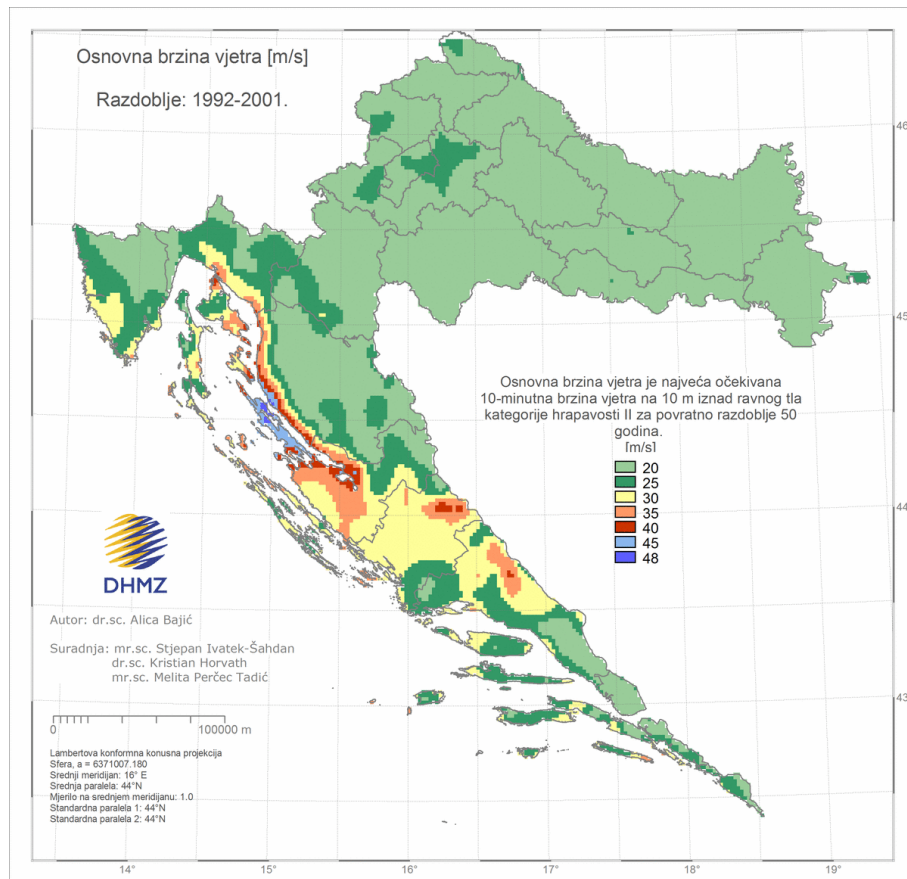 Osnovna brzina vjetra [m/s]
Razdoblje: 1992-2001.
46
45
Osnovna brzina vjetra je najveća očekivana
10-minutna brzina vjetra na 10 m iznad ravnog tla
kategorije hrapavosti II za povratno razdoblje 50
godina.
[m/s]
20
25
30
35
40
45
48
44
DHMZ
Autor: dr.sc. Alica Bajić
Suradnja: mr.sc. Stjepan Ivatek-Šahdan
dr.sc. Kristian Horvath
mr.sc. Melita Perčec Tadić
43
0
100000 m
Lambertova konformna konusna projekcija
Sfera, a = 6371007.180
Srednji meridijan: 16° E
Srednja paralela: 44°N
Mjerilo na srednjem meridijanu: 1.0
Standardna paralela 1: 44°N
Standardna paralela 2: 44°N
14°
15°
16°
17°
18°
19°